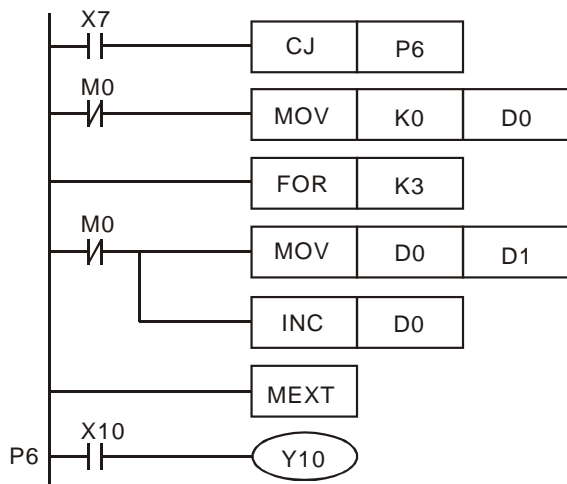 X7
CJ P6
M0
MOV K0 D0
FOR K3
M0
MOV D0 D1
INC D0
MEXT
X10
P6 Y10